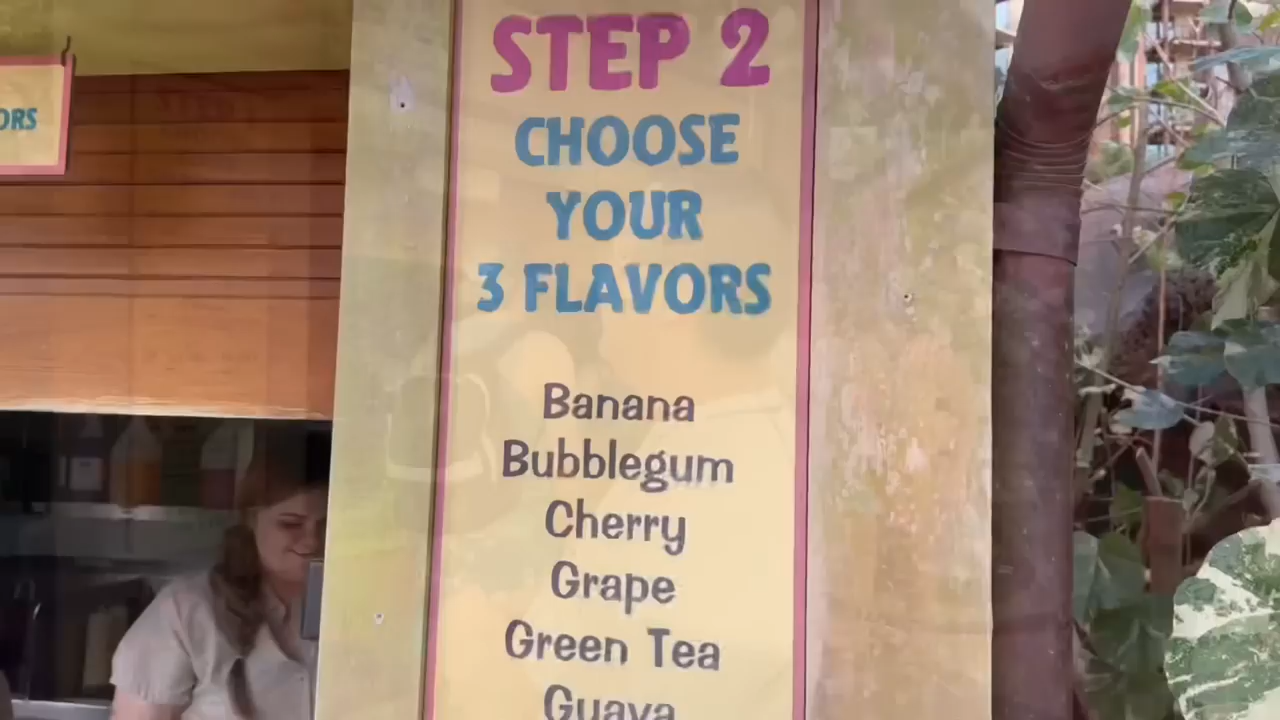 STEP 2
CHOOSE
YOUR
3 FLAVORS
Banana
Bubblegum
Cherry
Grape
Green Tea
Guava